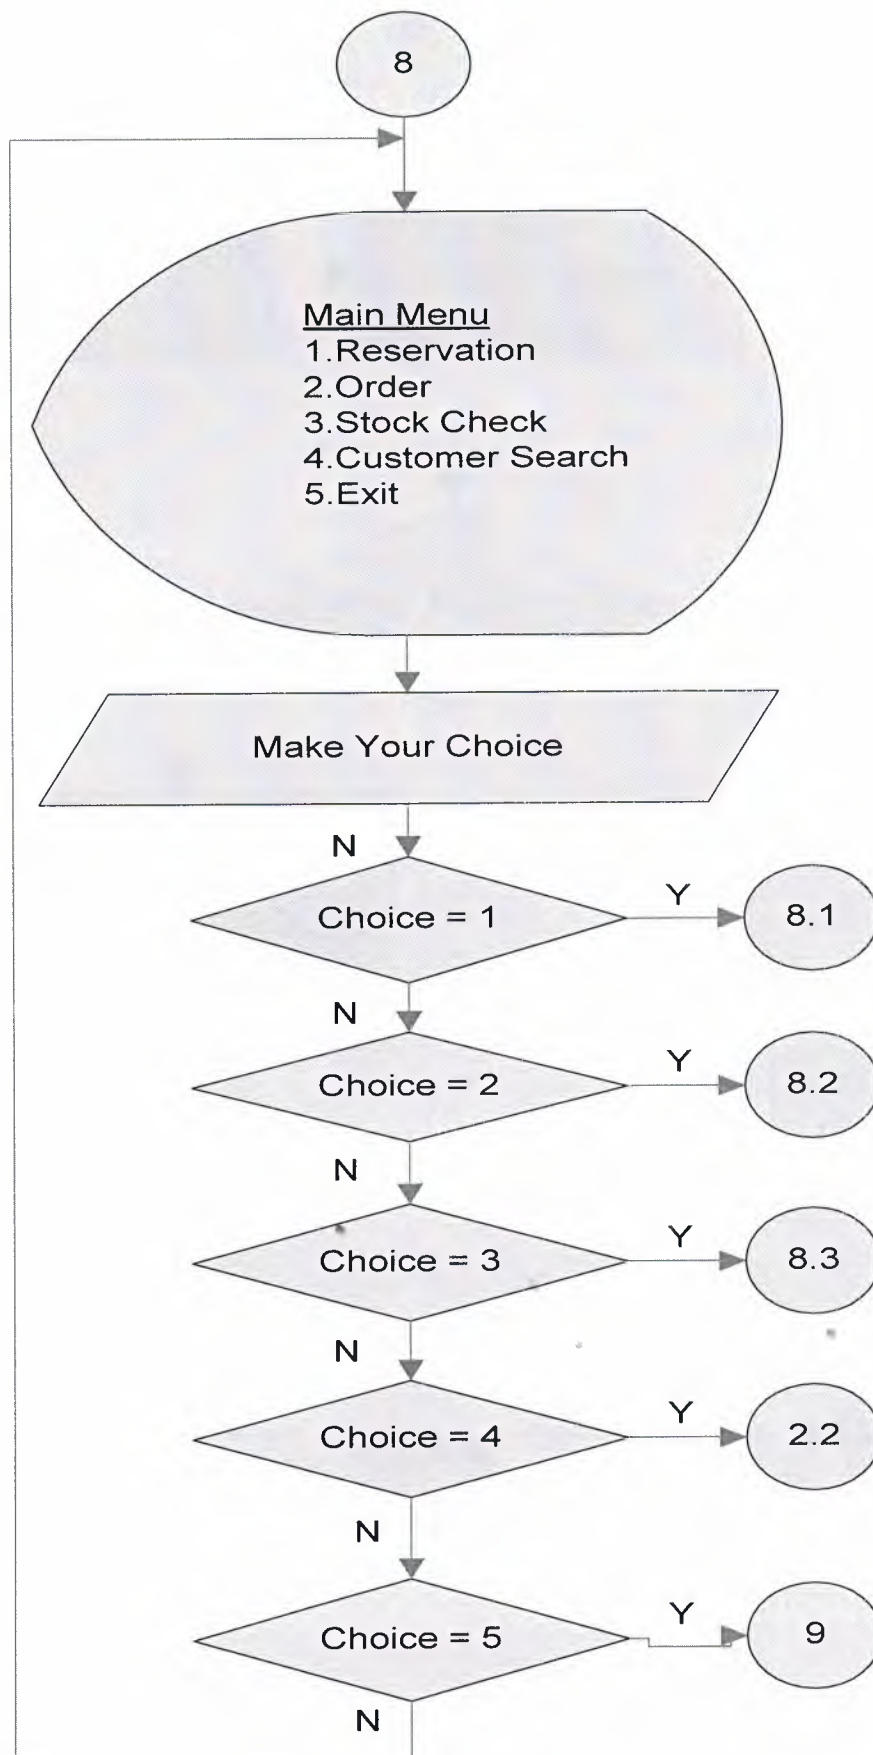 8
Main Menu
1.Reservation
2.Order
3.Stock Check
4.Customer Search
5.Exit
Make Your Choice
N
Choice = 1
Y
8.1
N
Choice = 2
Y
8.2
N
Choice = 3
Y
8.3
N
Choice = 4
Y
2.2
N
Choice = 5
Y
9
N